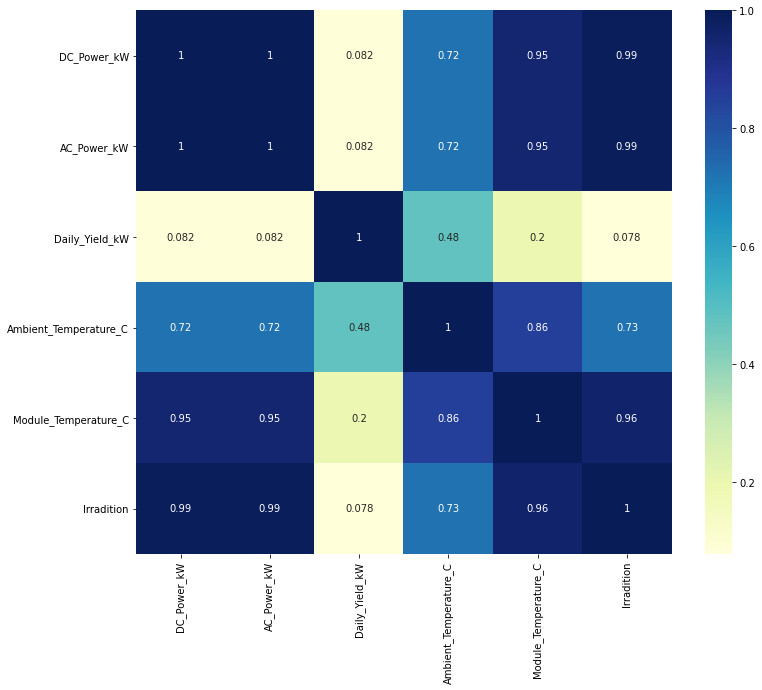 DC_Power_kW 1 1 0.082 0.72 0.95 0.99
AC_Power_kW 1 1 0.082 0.72 0.95 0.99
Daily_Yield_kW 0.082 0.082 1 0.48 0.2 0.078
Ambient_Temperature_C 0.72 0.72 0.48 1 0.86 0.73
Module_Temperature_C 0.95 0.95 0.2 0.86 1 0.96
Irradition 0.99 0.99 0.078 0.73 0.96 1
DC_Power_kW
AC_Power_kW
Daily_Yield_kW
Ambient_Temperature_C
Module_Temperature_C
Irradition
1.0
0.8
0.6
0.4
0.2